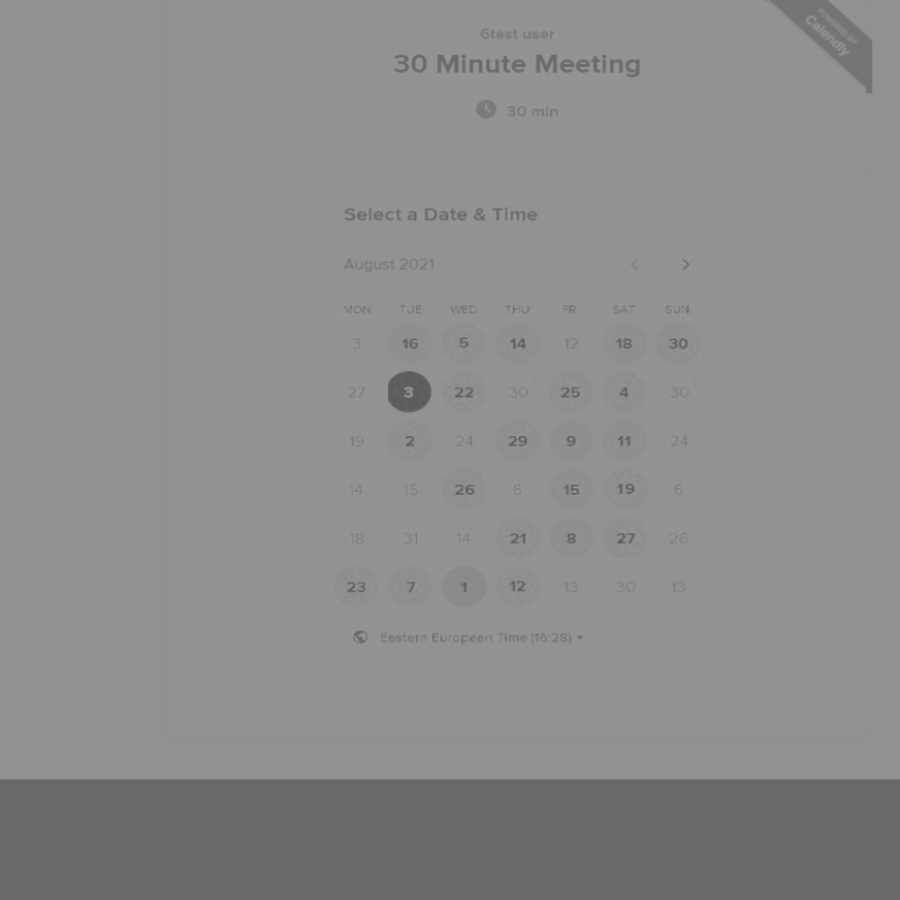 POWERED BY
Calendly
6test user
30 Minute Meeting
30 min
Select a Date & Time
August 2021
MON TUE WED THU FRI SAT SUN
3 16 5 14 12 18 30
27 3 22 30 25 4 30
19 2 24 29 9 11 24
14 15 26 6 15 19 6
18 31 14 21 8 27 26
23 7 1 12 13 30 13
Eastern European Time (16:28)